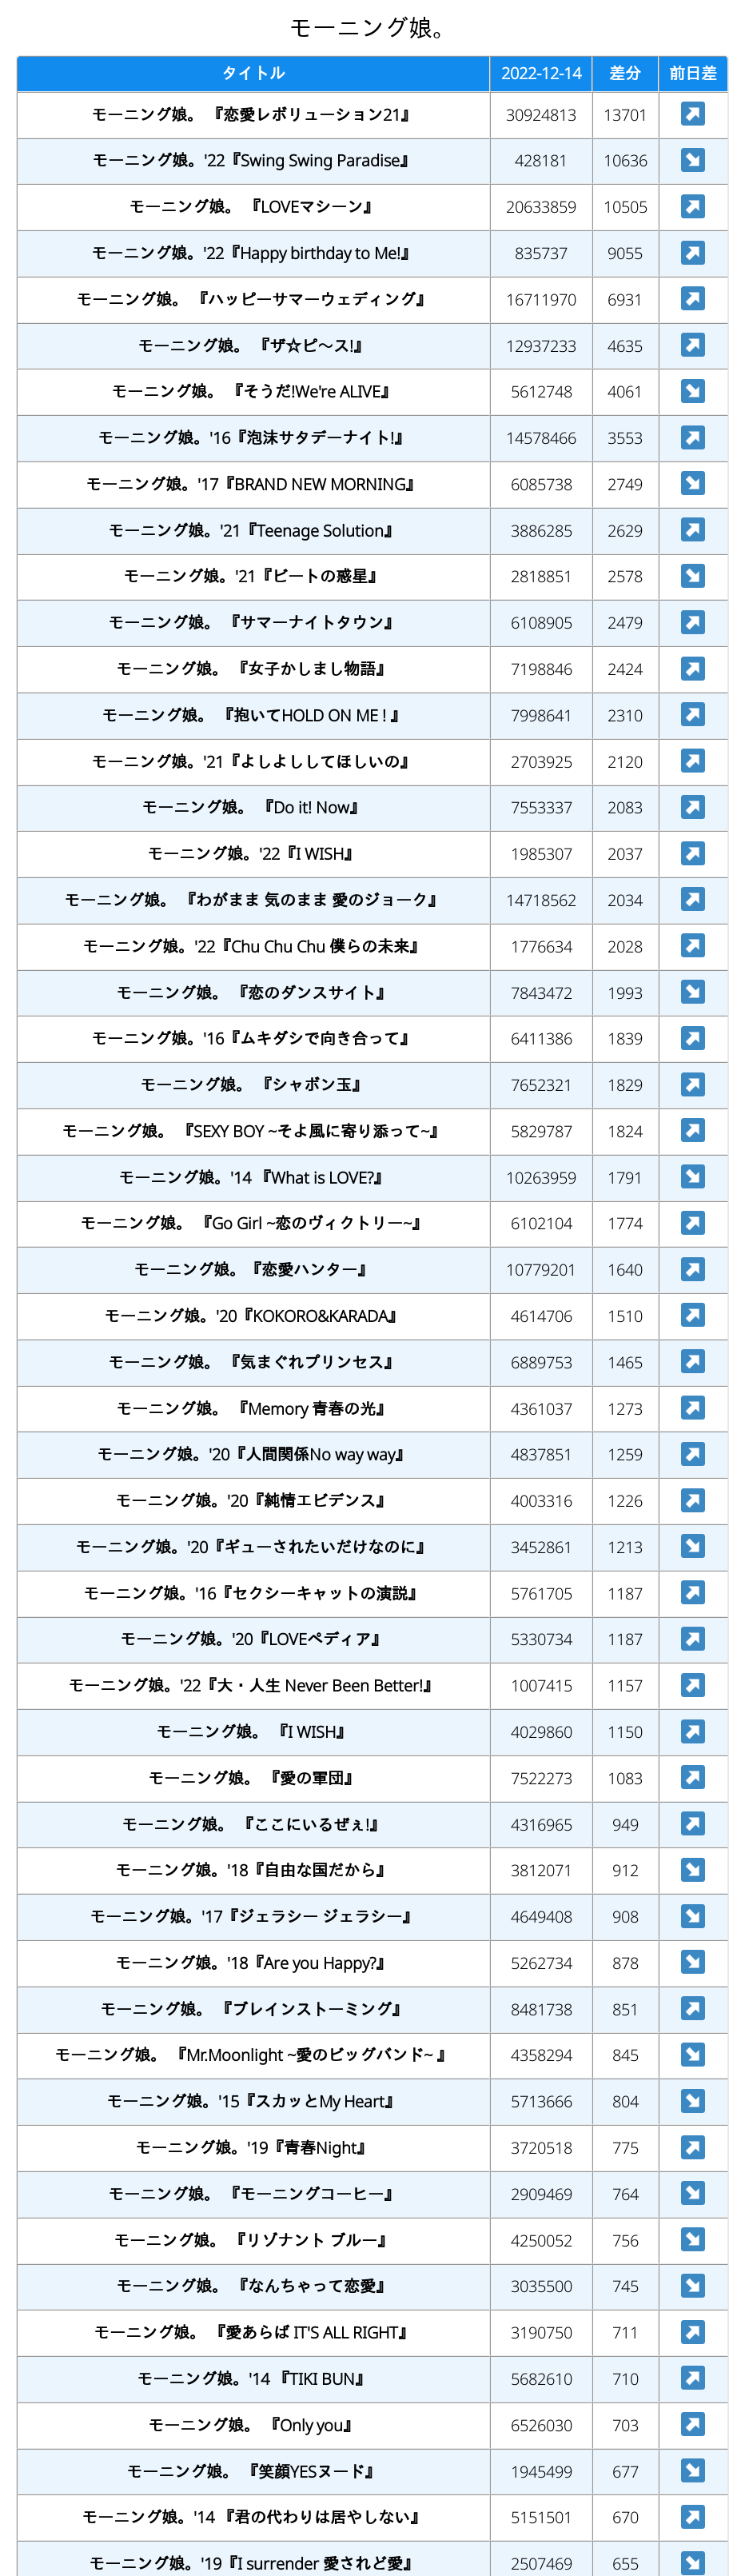 モーニング娘。
タイトル 2022-12-14 差分 前日差
モーニング娘。 『恋愛レボリューション21』 30924813 13701
モーニング娘。'22『Swing Swing Paradise』 428181 10636
モーニング娘。 『LOVEマシーン』 20633859 10505
モーニング娘。'22『Happy birthday to Me!』 835737 9055
モーニング娘。 『ハッピーサマーウェディング』 16711970 6931
モーニング娘。 『ザ☆ピ〜ス!』 12937233 4635
モーニング娘。 『そうだ!We're ALIVE』 5612748 4061
モーニング娘。'16『泡沫サタデーナイト!』 14578466 3553
モーニング娘。'17『BRAND NEW MORNING』 6085738 2749
モーニング娘。'21『Teenage Solution』 3886285 2629
モーニング娘。'21『ビートの惑星』 2818851 2578
モーニング娘。 『サマーナイトタウン』 6108905 2479
モーニング娘。 『女子かしまし物語』 7198846 2424
モーニング娘。 『抱いてHOLD ON ME ! 』 7998641 2310
モーニング娘。'21『よしよししてほしいの』 2703925 2120
モーニング娘。 『Do it! Now』 7553337 2083
モーニング娘。'22『I WISH』 1985307 2037
モーニング娘。 『わがまま 気のまま 愛のジョーク』 14718562 2034
モーニング娘。'22『Chu Chu Chu 僕らの未来』 1776634 2028
モーニング娘。 『恋のダンスサイト』 7843472 1993
モーニング娘。'16『ムキダシで向き合って』 6411386 1839
モーニング娘。 『シャボン玉』 7652321 1829
モーニング娘。 『SEXY BOY ~そよ風に寄り添って~』 5829787 1824
モーニング娘。'14 『What is LOVE?』 10263959 1791
モーニング娘。 『Go Girl ~恋のヴィクトリー~』 6102104 1774
モーニング娘。『恋愛ハンター』 10779201 1640
モーニング娘。'20『KOKORO&KARADA』 4614706 1510
モーニング娘。 『気まぐれプリンセス』 6889753 1465
モーニング娘。 『Memory 青春の光』 4361037 1273
モーニング娘。'20『人間関係No way way』 4837851 1259
モーニング娘。'20『純情エビデンス』 4003316 1226
モーニング娘。'20『ギューされたいだけなのに』 3452861 1213
モーニング娘。'16『セクシーキャットの演説』 5761705 1187
モーニング娘。'20『LOVEペディア』 5330734 1187
モーニング娘。'22『大・人生 Never Been Better!』 1007415 1157
モーニング娘。 『I WISH』 4029860 1150
モーニング娘。 『愛の軍団』 7522273 1083
モーニング娘。 『ここにいるぜぇ!』 4316965 949
モーニング娘。'18『自由な国だから』 3812071 912
モーニング娘。'17『ジェラシー ジェラシー』 4649408 908
モーニング娘。'18『Are you Happy?』 5262734 878
モーニング娘。 『ブレインストーミング』 8481738 851
モーニング娘。 『Mr.Moonlight ~愛のビッグバンド~ 』 4358294 845
モーニング娘。'15『スカッとMy Heart』 5713666 804
モーニング娘。'19『青春Night』 3720518 775
モーニング娘。 『モーニングコーヒー』 2909469 764
モーニング娘。 『リゾナント ブルー』 4250052 756
モーニング娘。 『なんちゃって恋愛』 3035500 745
モーニング娘。 『愛あらば IT'S ALL RIGHT』 3190750 711
モーニング娘。'14 『TIKI BUN』 5682610 710
モーニング娘。 『Only you』 6526030 703
モーニング娘。 『笑顔YESヌード』 1945499 677
モーニング娘。'14 『君の代わりは居やしない』 5151501 670
モーニング娘。'19『I surrender 愛されど愛』 2507469 655